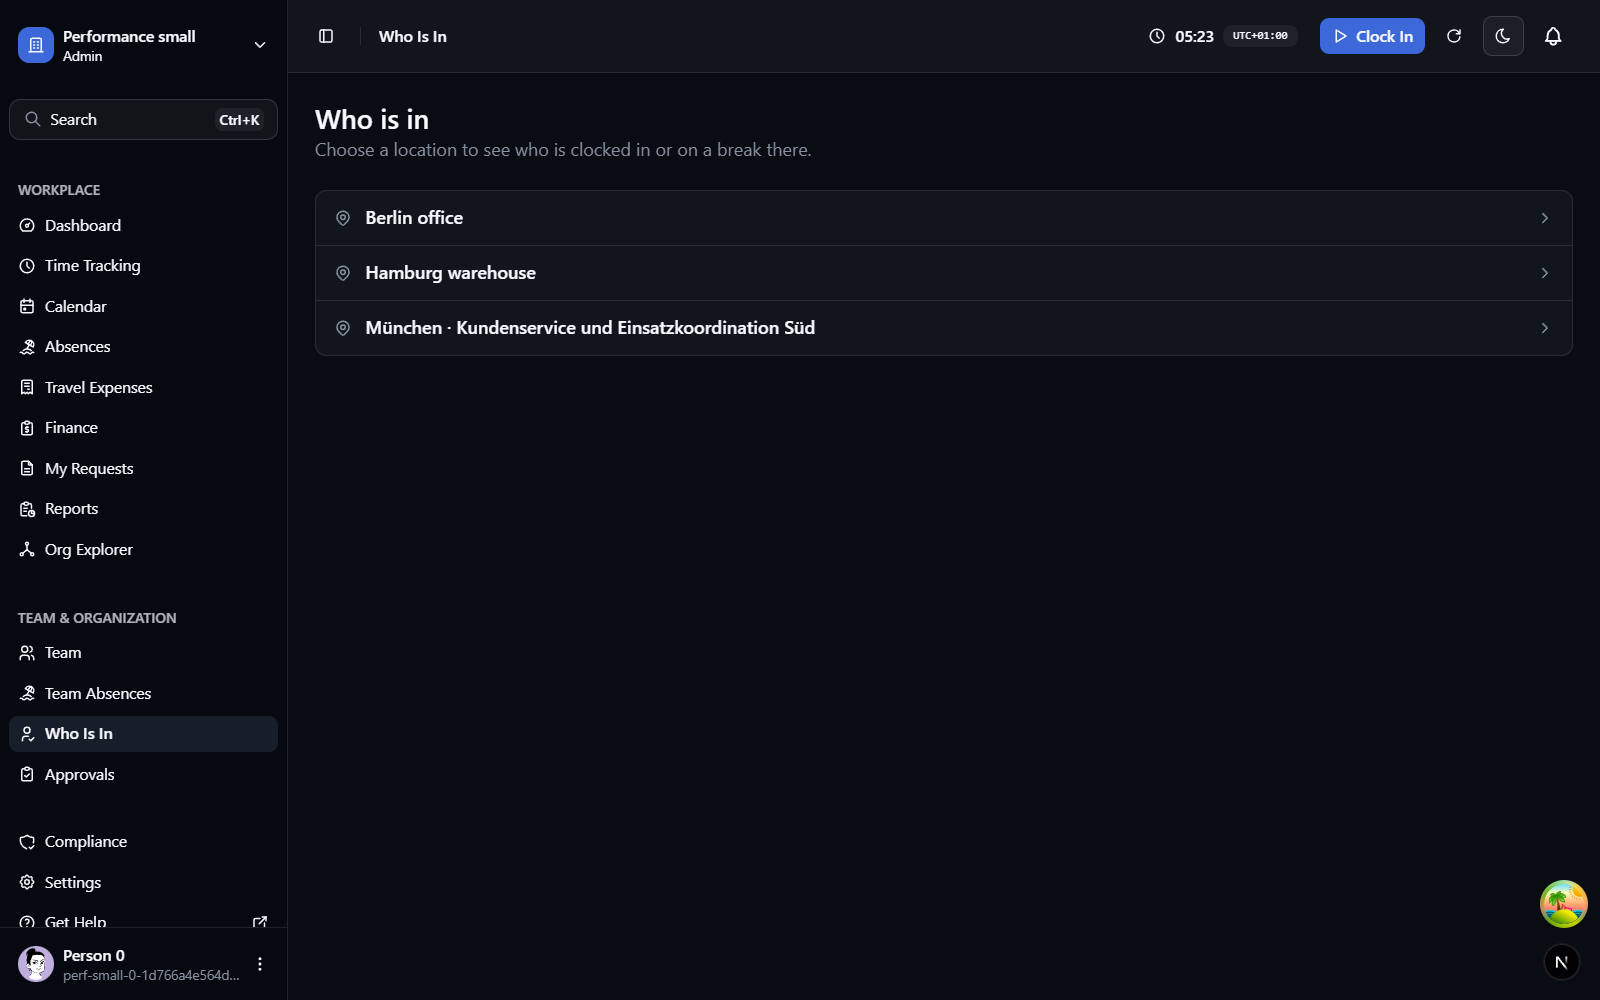 Performance small
Admin
Search
Ctrl+K
WORKPLACE
Dashboard
Time Tracking
Calendar
Absences
Travel Expenses
Finance
My Requests
Reports
Org Explorer
TEAM & ORGANIZATION
Team
Team Absences
Who Is In
Approvals
Compliance
Settings
Get Help
Person 0
perf-small-0-1d766a4e564d...
Who Is In
05:23
UTC+01:00
Clock In
Who is in
Choose a location to see who is clocked in or on a break there.
Berlin office
Hamburg warehouse
München · Kundenservice und Einsatzkoordination Süd
N